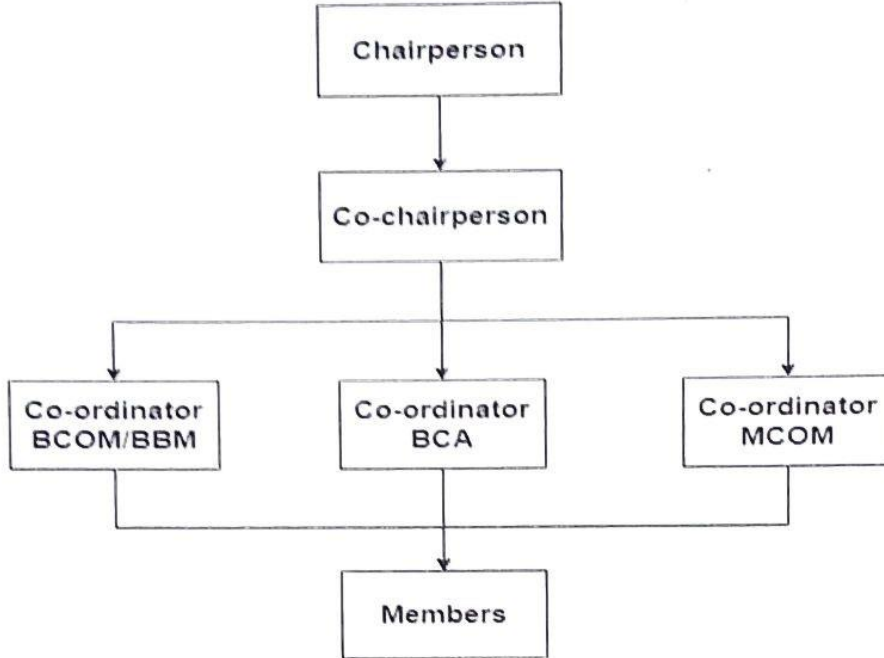 Chairperson
Co-chairperson
Co-ordinator
BCOM/BBM
Co-ordinator
BCA
Co-ordinator
MCOM
Members